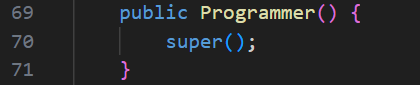 69 public Programmer() {
70 super();
71 }